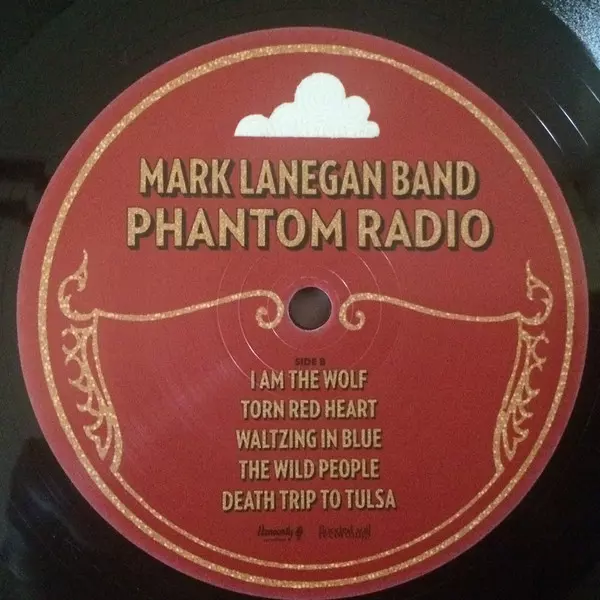 MARK LANEGAN BAND
PHANTOM RADIO
SIDE B
I AM THE WOLF
TORN RED HEART
WALTZING IN BLUE
THE WILD PEOPLE
DEATH TRIP TO TULSA